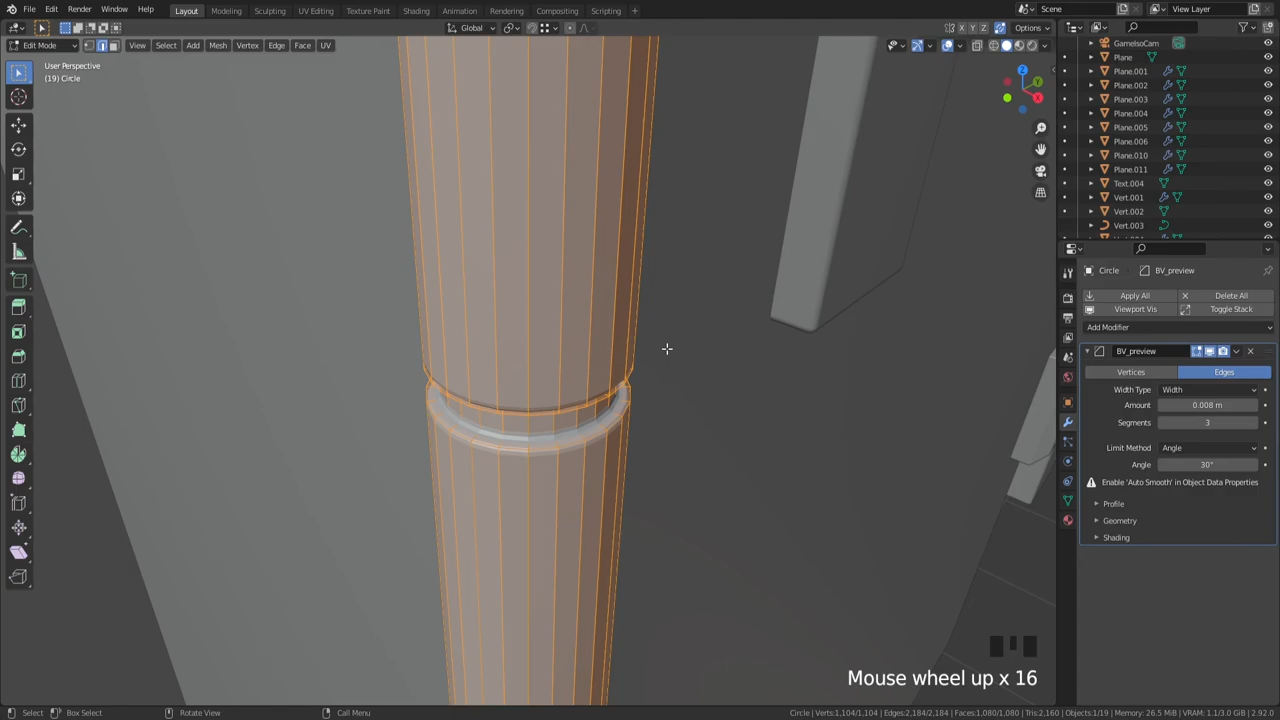 File Edit Render Window Help Layout Modeling Sculpting UV Editing Texture Paint Shading Animation Rendering Compositing Scripting + Scene View Layer
Global Options
Edit Mode View Select Add Mesh Vertex Edge Face UV X Y Z
User Perspective
(19) Circle
Z
Y
X
GameIsoCam
Plane
Plane.001
Plane.002
Plane.003
Plane.004
Plane.005
Plane.006
Plane.010
Plane.011
Text.004
Vert.001
Vert.002
Vert.003
Circle BV_preview
Apply All Delete All
Viewport Vis Toggle Stack
Add Modifier
BV_preview
Vertices Edges
Width Type Width
Amount 0.008 m
Segments 3
Limit Method Angle
Angle 30°
Enable 'Auto Smooth' in Object Data Properties
Profile
Geometry
Shading
Mouse wheel up x 16
Select Box Select Rotate View Call Menu Circle | Verts:1,104/1,104 | Edges:2,184/2,184 | Faces:1,080/1,080 | Tris:2,160 | Objects:1/19 | Memory: 26.5 MiB | VRAM: 1.1/3.0 GiB | 2.92.0